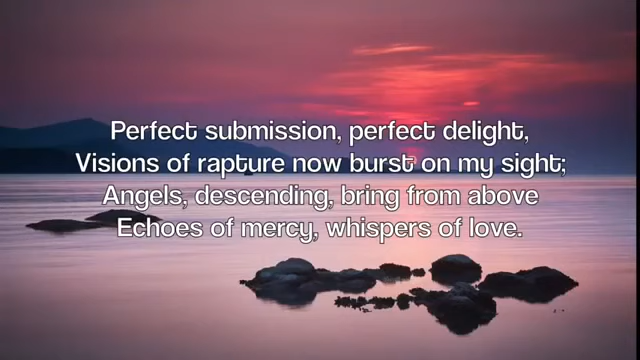 Perfect submission, perfect delight,
Visions of rapture now burst on my sight;
Angels, descending, bring from above
Echoes of mercy, whispers of love.